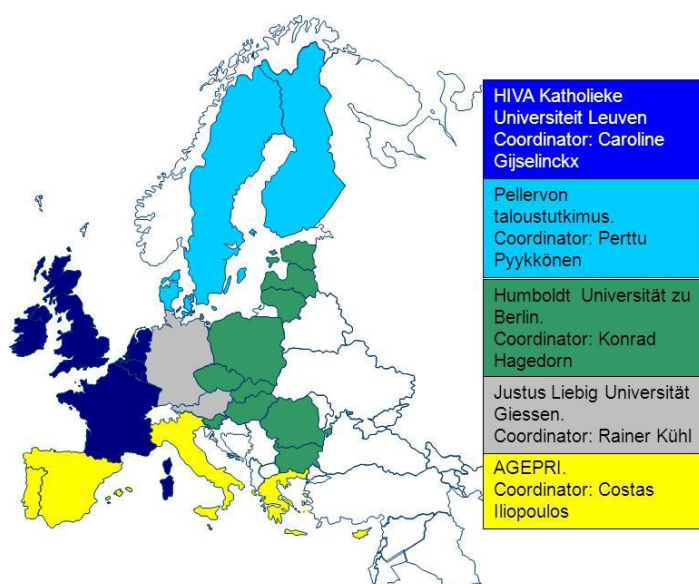 HIVA Katholieke
Universiteit Leuven
Coordinator: Caroline
Gijselinckx
Pellervon
taloustutkimus.
Coordinator: Perttu
Pyykkönen
Humboldt Universität zu
Berlin.
Coordinator: Konrad
Hagedorn
Justus Liebig Universität
Giessen.
Coordinator: Rainer Kühl
AGEPRI.
Coordinator: Costas
Iliopoulos